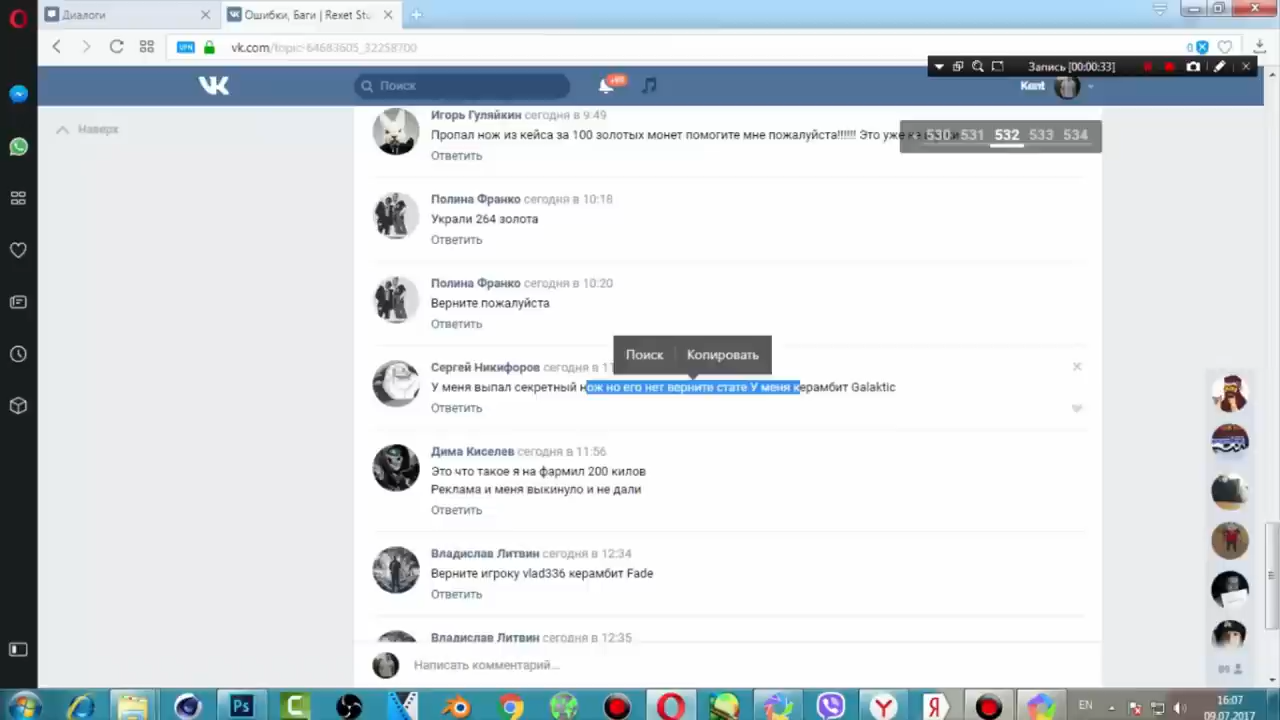 Диалоги
Ошибки, Баги | Rexet Stu
VPN
vk.com/topic-64683605_32258700
0
Запись [00:00:33]
Поиск
Kent
Наверх
530 531 532 533 534
Игорь Гуляйкин сегодня в 9:49
Пропал нож из кейса за 100 золотых монет помогите мне пожалуйста!!!!!! Это уже не
Ответить
Полина Франко сегодня в 10:18
Украли 264 золота
Ответить
Полина Франко сегодня в 10:20
Верните пожалуйста
Ответить
Поиск Копировать
Сергей Никифоров сегодня в 1
У меня выпал секретный нож но его нет верните стате У меня керамбит Galaktic
Ответить
Дима Киселев сегодня в 11:56
Это что такое я на фармил 200 килов
Реклама и меня выкинуло и не дали
Ответить
Владислав Литвин сегодня в 12:34
Верните игроку vlad336 керамбит Fade
Ответить
Владислав Литвин сегодня в 12:35
Написать комментарий...
Ps
EN
16:07
09.07.2017